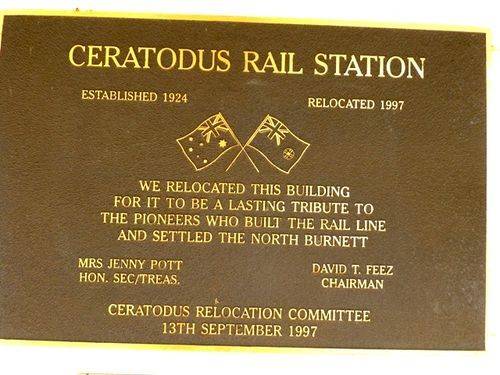 CERATODUS RAIL STATION
ESTABLISHED 1924
RELOCATED 1997
WE RELOCATED THIS BUILDING
FOR IT TO BE A LASTING TRIBUTE TO
THE PIONEERS WHO BUILT THE RAIL LINE
AND SETTLED THE NORTH BURNETT
MRS JENNY POTT
HON. SEC/TREAS.
DAVID T. FEEZ
CHAIRMAN
CERATODUS RELOCATION COMMITTEE
13TH SEPTEMBER 1997